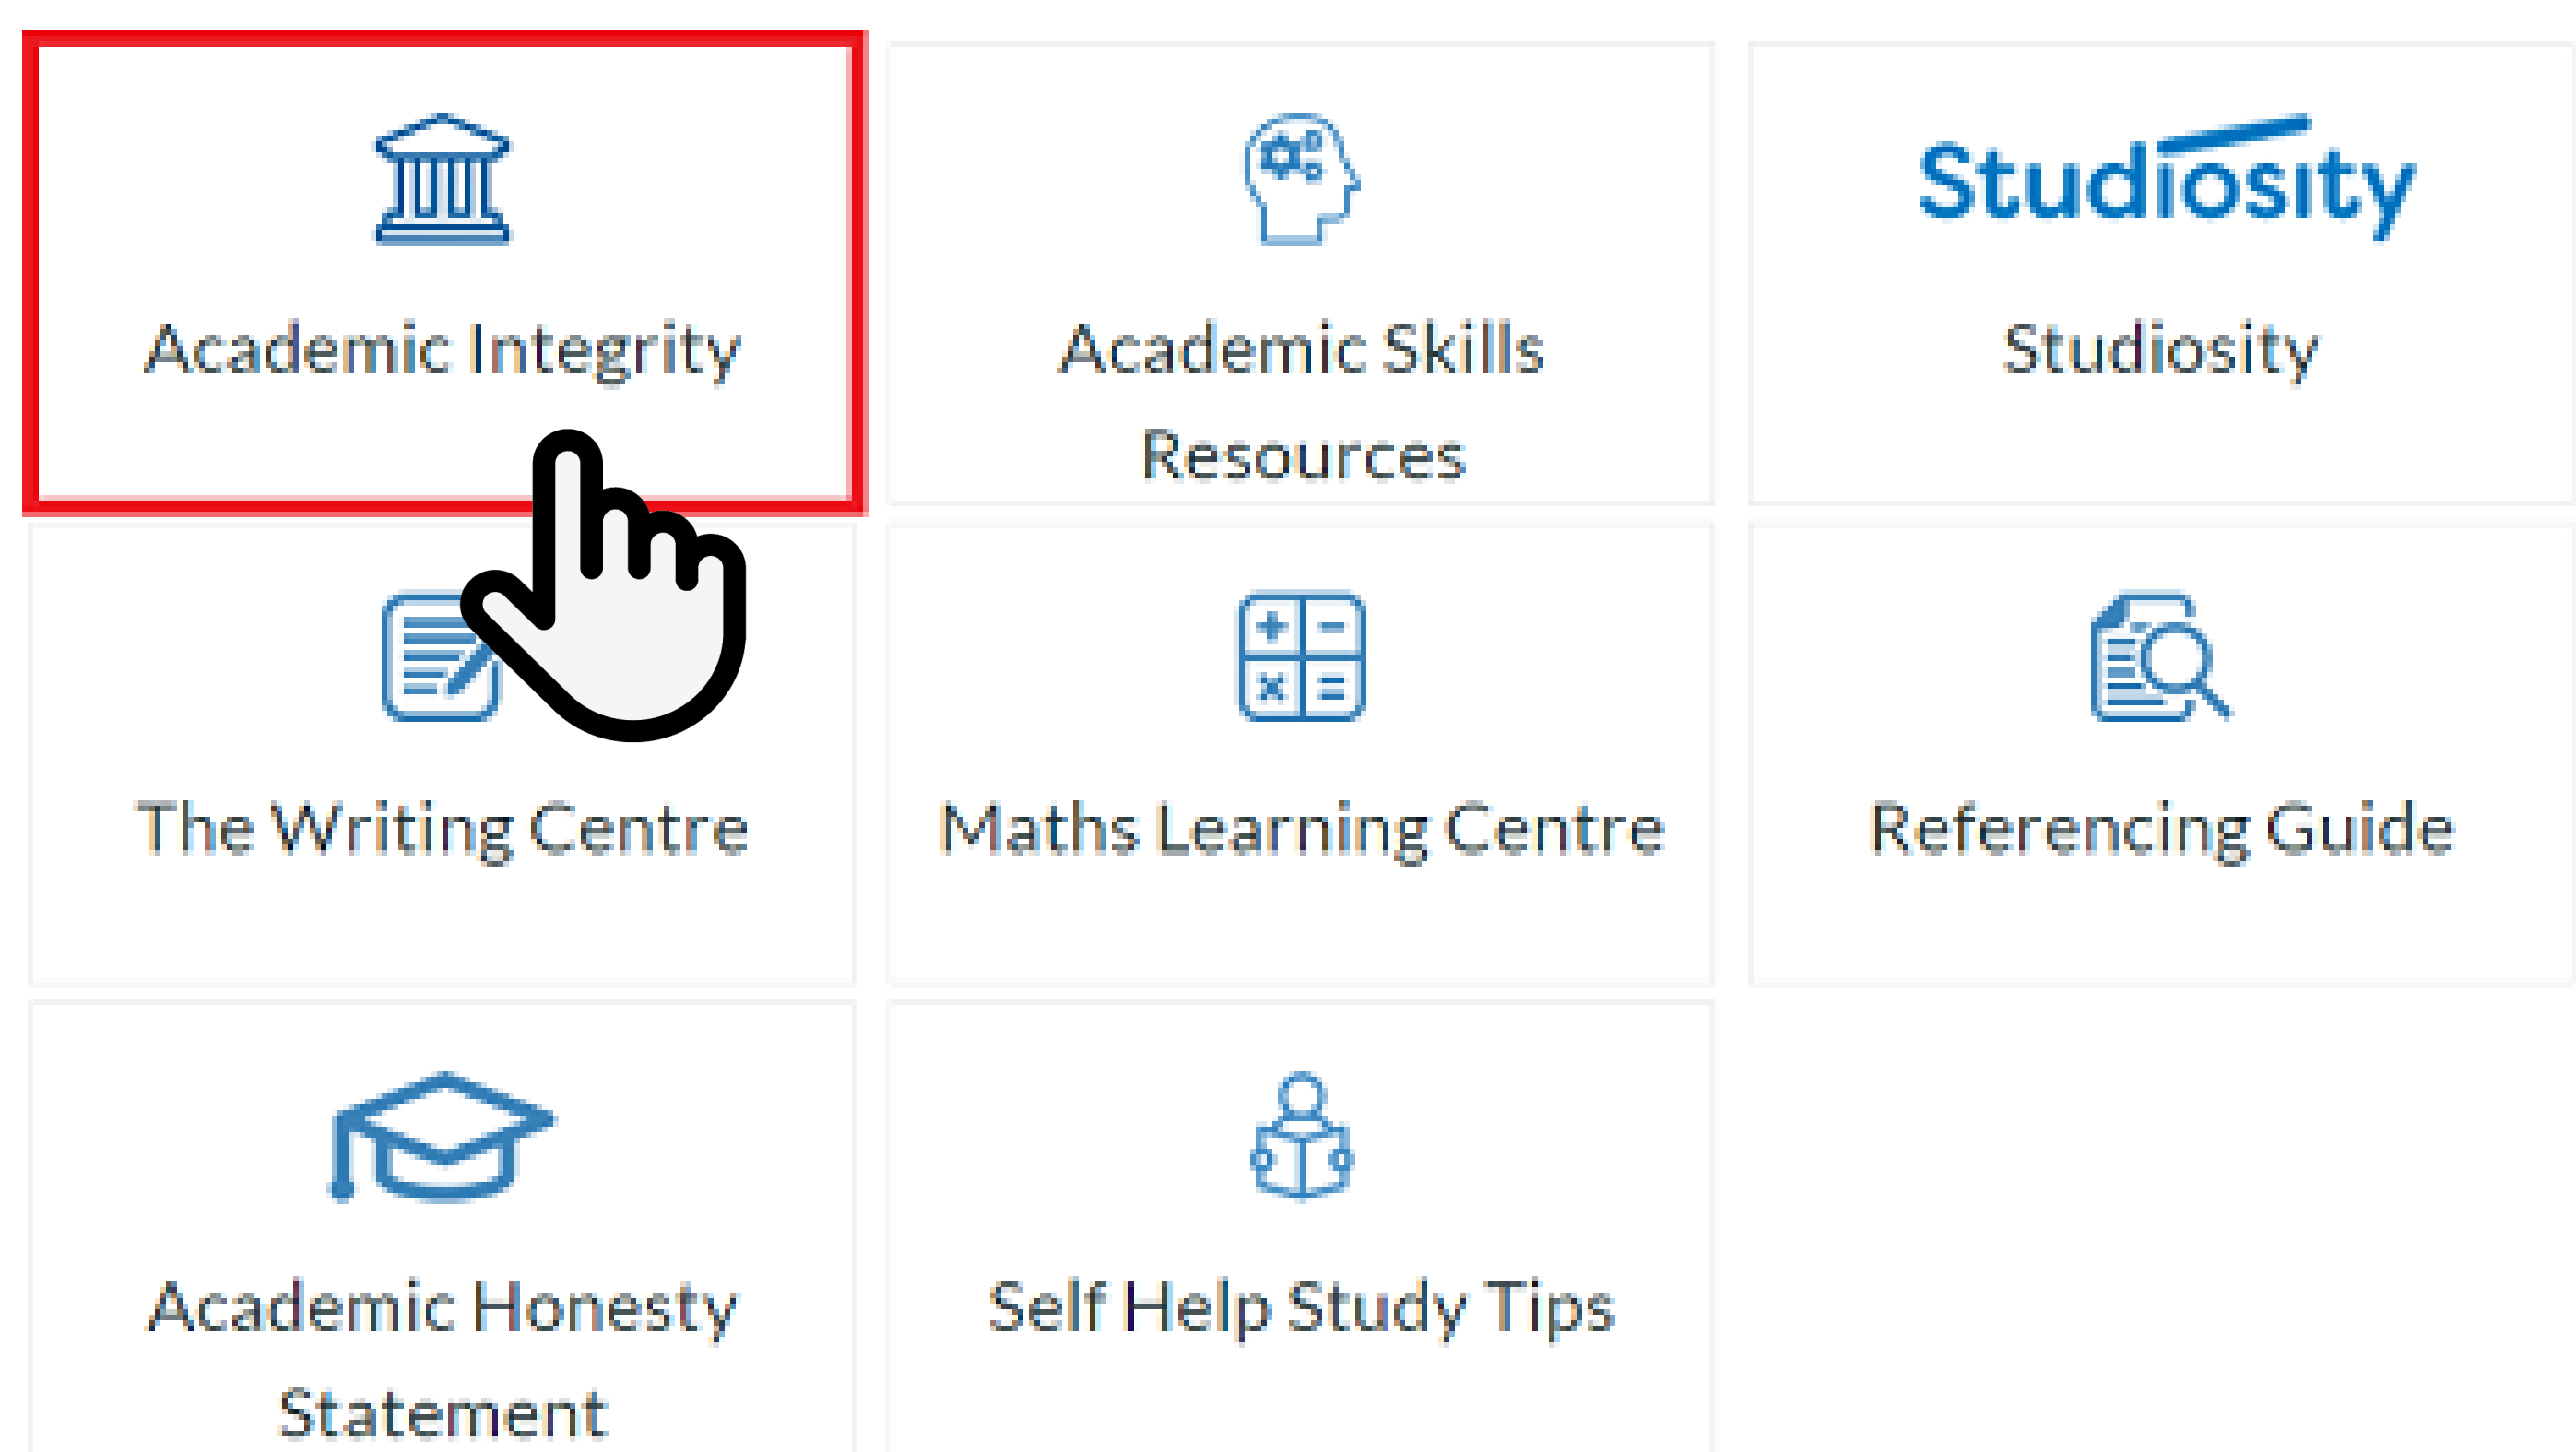 Academic Integrity
Academic Skills
Resources
Studiosity
Studiosity
The Writing Centre
Maths Learning Centre
Referencing Guide
Academic Honesty
Statement
Self Help Study Tips